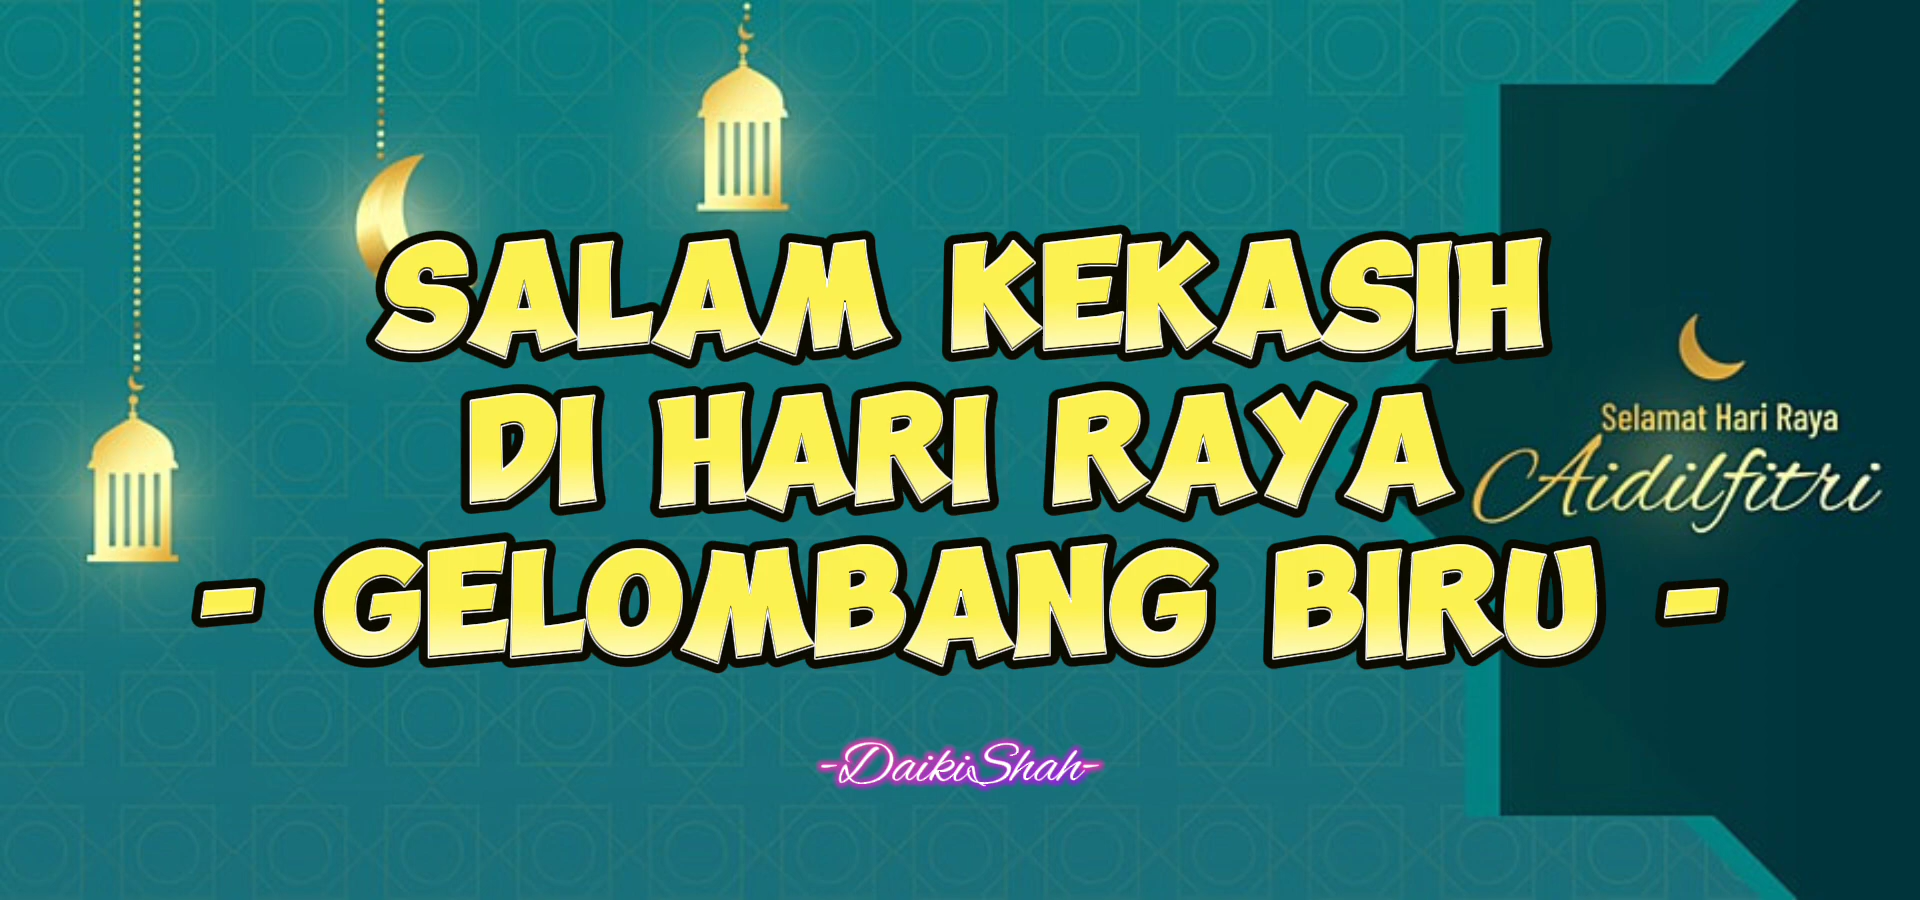 SALAM KEKASIH
DI HARI RAYA
- GELOMBANG BIRU -
Selamat Hari Raya
Aidilfitri
-DaikiShah-